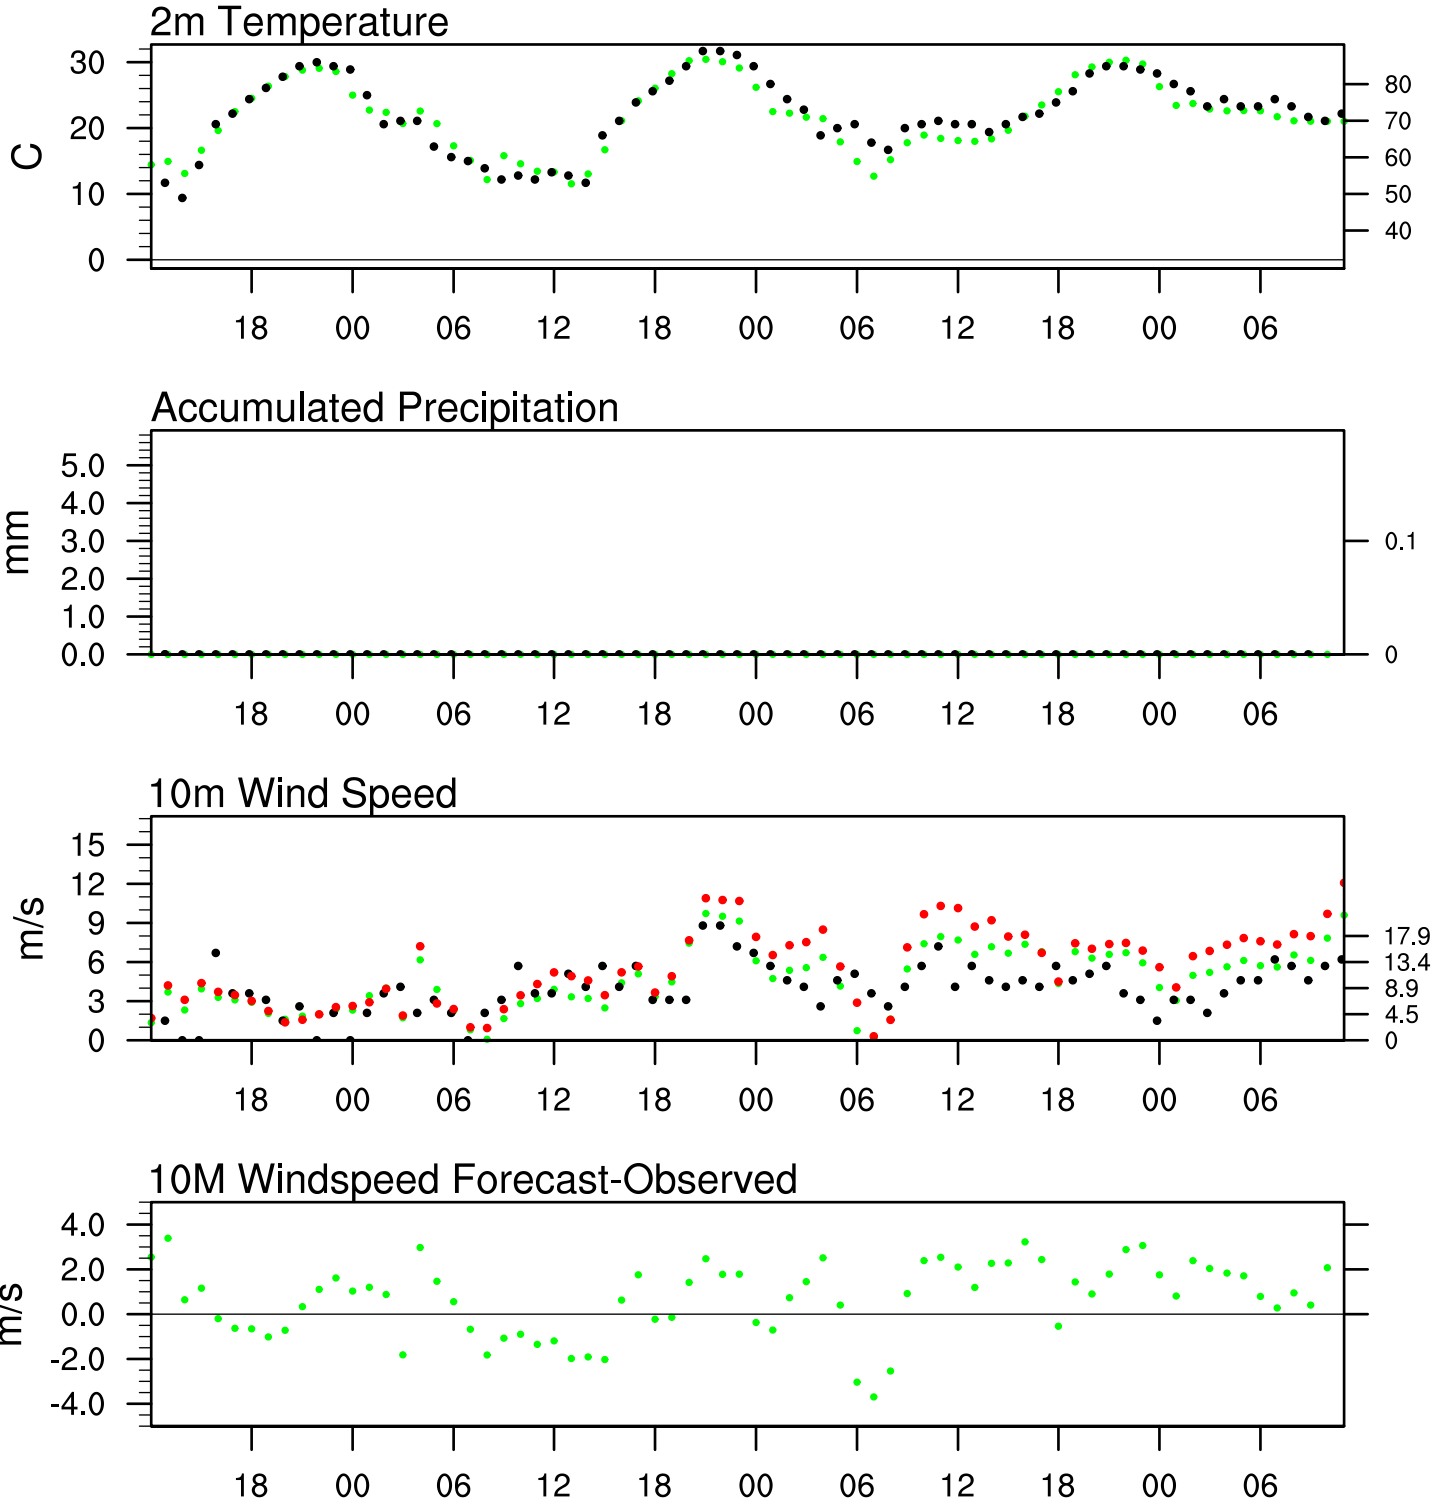 2m Temperature
30
20
10
0
C
80
70
60
50
40
18 00 06 12 18 00 06 12 18 00 06
Accumulated Precipitation
5.0
4.0
3.0
2.0
1.0
0.0
mm
0.1
0
18 00 06 12 18 00 06 12 18 00 06
10m Wind Speed
15
12
9
6
3
0
m/s
17.9
13.4
8.9
4.5
0
18 00 06 12 18 00 06 12 18 00 06
10M Windspeed Forecast-Observed
4.0
2.0
0.0
-2.0
-4.0
m/s
18 00 06 12 18 00 06 12 18 00 06